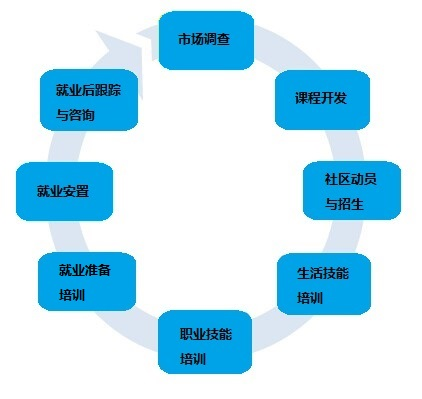 市场调查
课程开发
社区动员
与招生
生活技能
培训
职业技能
培训
就业准备
培训
就业安置
就业后跟踪
与咨询